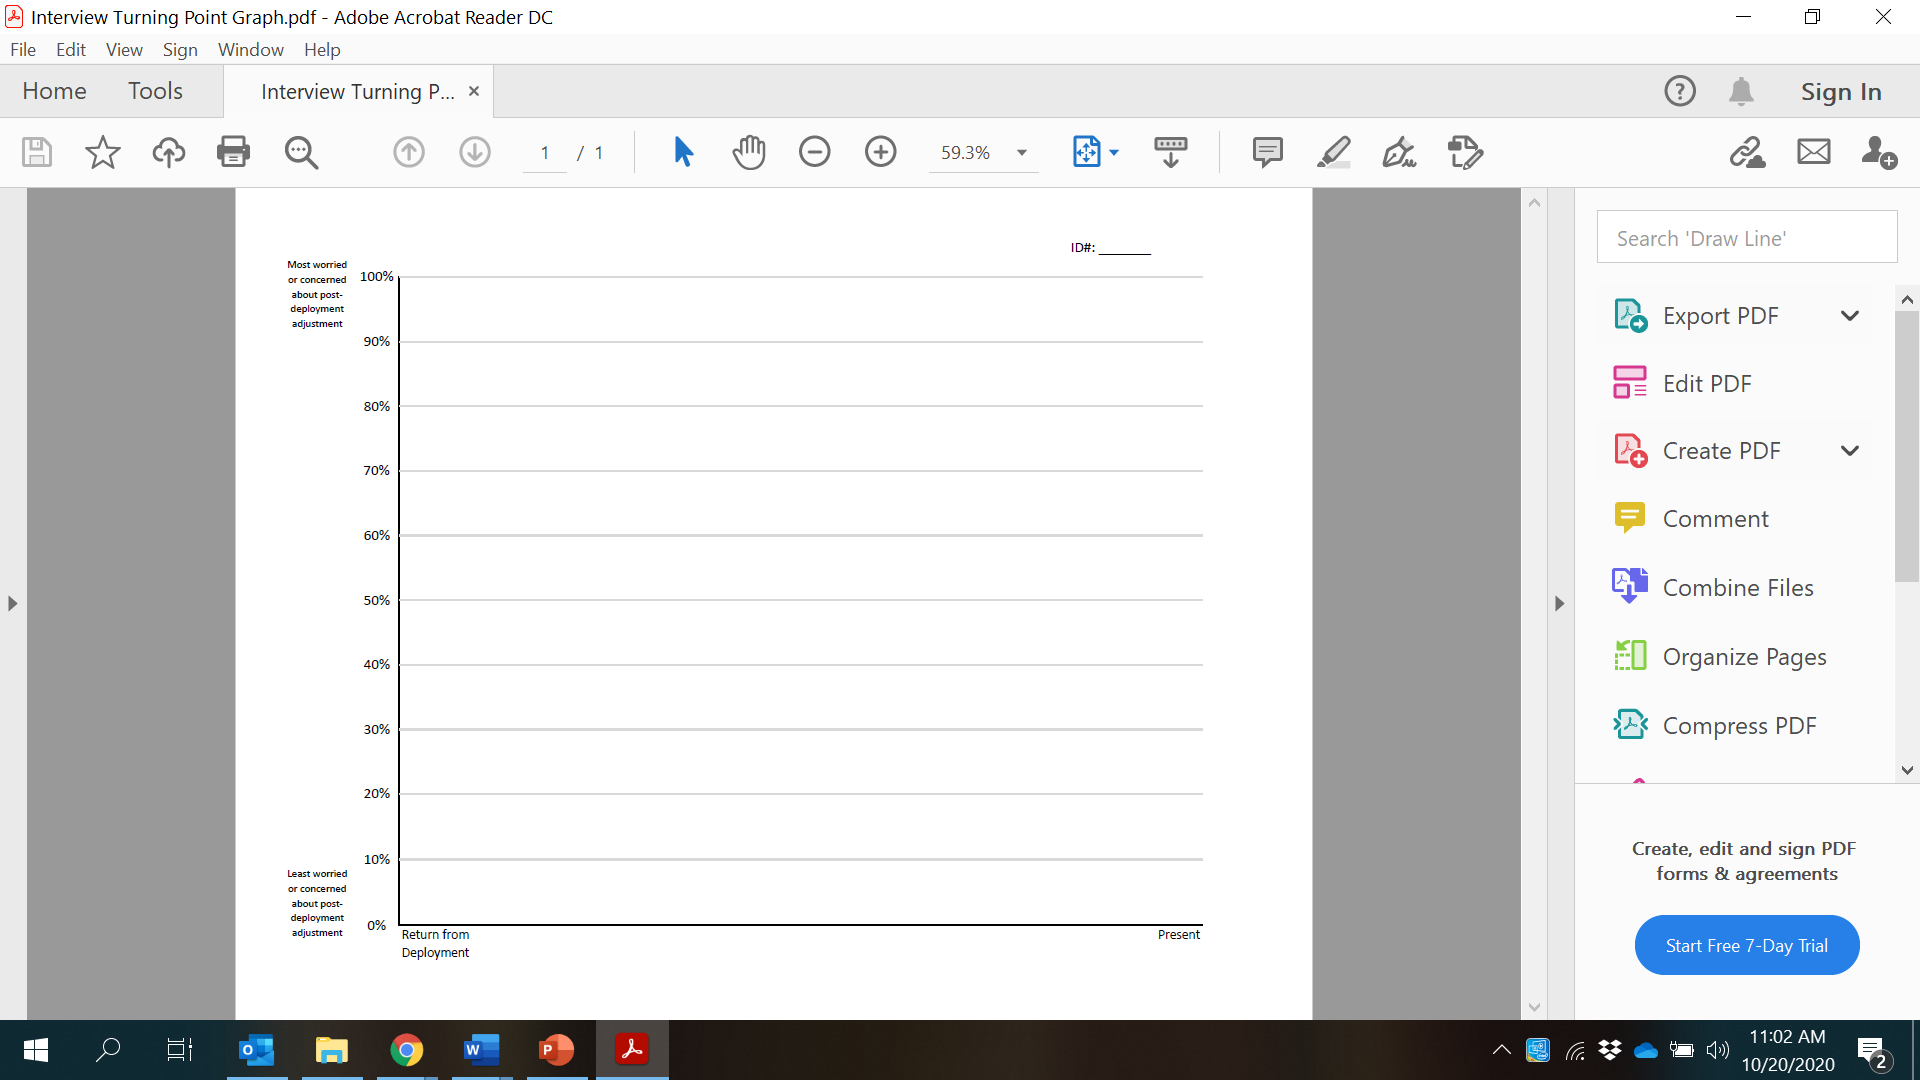 Interview Turning Point Graph.pdf - Adobe Acrobat Reader DC
File Edit View Sign Window Help
Home Tools Interview Turning P... × Sign In
1 / 1 59.3%
ID#: _______
Most worried
or concerned
about post-
deployment
adjustment
100%
90%
80%
70%
60%
50%
40%
30%
20%
10%
0%
Least worried
or concerned
about post-
deployment
adjustment
Return from
Deployment
Present
Search 'Draw Line'
Export PDF
Edit PDF
Create PDF
Comment
Combine Files
Organize Pages
Compress PDF
Create, edit and sign PDF
forms & agreements
Start Free 7-Day Trial
11:02 AM
10/20/2020
2